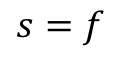 s = f